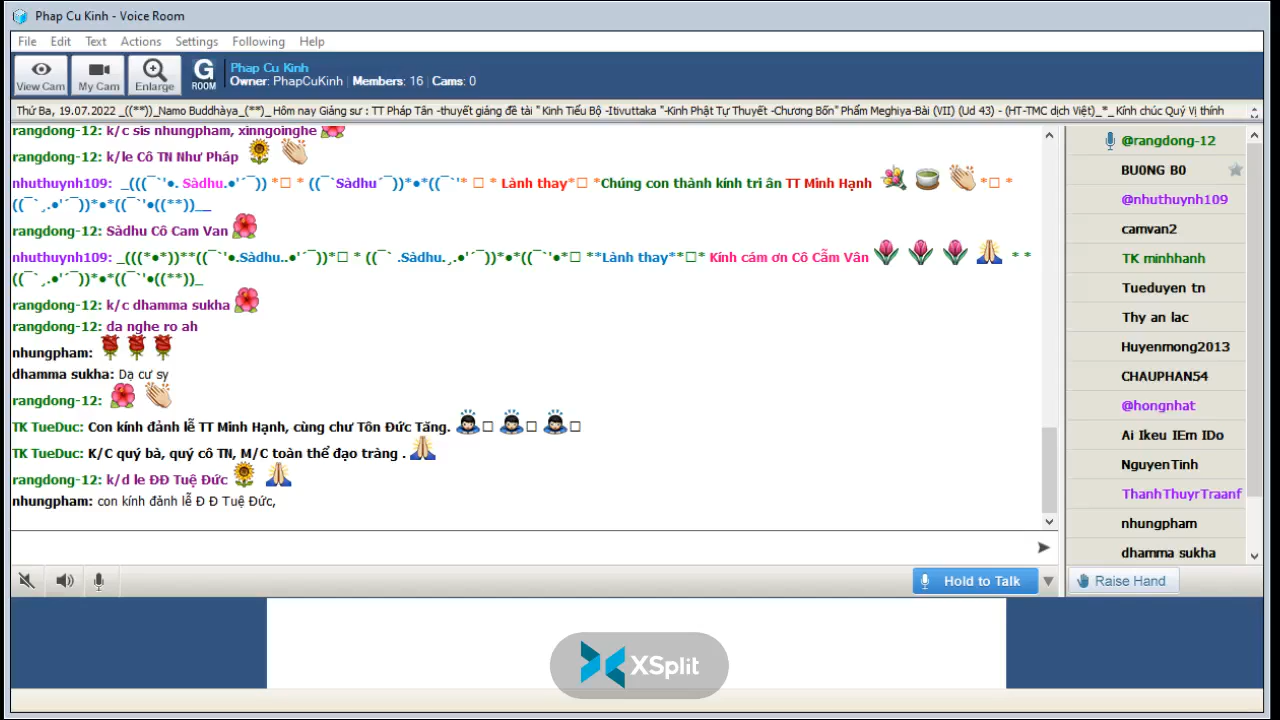 Phap Cu Kinh - Voice Room
File Edit Text Actions Settings Following Help
View Cam My Cam Enlarge G ROOM
Phap Cu Kinh
Owner: PhapCuKinh | Members: 16 | Cams: 0
Thứ Ba, 19.07.2022 _((**))_Namo Buddhàya_(**)_ Hôm nay Giảng sư : TT Pháp Tân -thuyết giảng đề tài " Kinh Tiểu Bộ -Itivuttaka "-Kinh Phật Tự Thuyết -Chương Bốn" Phẩm Meghiya-Bài (VII) (Ud 43) - (HT-TMC dịch Việt)_*_ Kính chúc Quý Vị thính
rangdong-12: k/c sis nhungpham, xinngoinghe
rangdong-12: k/le Cô TN Như Pháp
nhuthuynh109: _(((¯`'•. Sàdhu.•'´¯)) *□ * ((¯`Sàdhu´¯))*•*((¯`'* □ * Lành thay*□ *Chúng con thành kính tri ân TT Minh Hạnh *□ *
((¯`¸.•'´¯))*•*((¯`'•((**))__
rangdong-12: Sàdhu Cô Cam Van
nhuthuynh109: _(((*•*))**((¯`'•.Sàdhu..•'´¯))*□ * ((¯` .Sàdhu.¸.•'´¯))*•*((¯`'•*□ **Lành thay**□* Kính cám ơn Cô Cẩm Vân * *
((¯`¸.•'´¯))*•*((¯`'•((**))_
rangdong-12: k/c dhamma sukha
rangdong-12: da nghe ro ah
nhungpham:
dhamma sukha: Dạ cư sy
rangdong-12:
TK TueDuc: Con kính đảnh lễ TT Minh Hạnh, cùng chư Tôn Đức Tăng. □ □ □
TK TueDuc: K/C quý bà, quý cô TN, M/C toàn thể đạo tràng .
rangdong-12: k/d le ĐĐ Tuệ Đức
nhungpham: con kính đảnh lễ Đ Đ Tuệ Đức,
@rangdong-12
BU0NG B0
@nhuthuynh109
camvan2
TK minhhanh
Tueduyen tn
Thy an lac
Huyenmong2013
CHAUPHAN54
@hongnhat
Ai Ikeu IEm IDo
NguyenTinh
ThanhThuyrTraanf
nhungpham
dhamma sukha
Hold to Talk
Raise Hand
XSplit